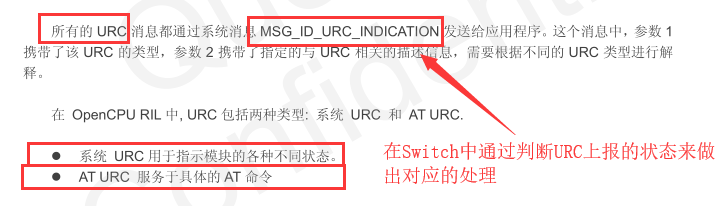 所有的 URC 消息都通过系统消息 MSG_ID_URC_INDICATION 发送给应用程序。这个消息中，参数 1
携带了该 URC 的类型，参数 2 携带了指定的与 URC 相关的描述信息，需要根据不同的 URC 类型进行解
释。
在 OpenCPU RIL 中, URC 包括两种类型: 系统 URC 和 AT URC.
● 系统 URC 用于指示模块的各种不同状态。
● AT URC 服务于具体的 AT 命令
在Switch中通过判断URC上报的状态来做
出对应的处理